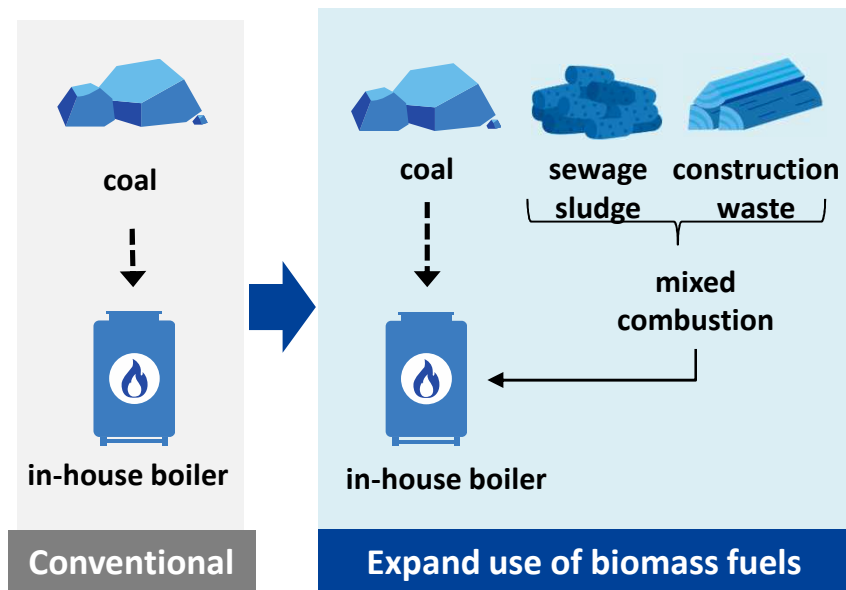 coal
in-house boiler
Conventional
coal
sewage
sludge
construction
waste
mixed
combustion
in-house boiler
Expand use of biomass fuels